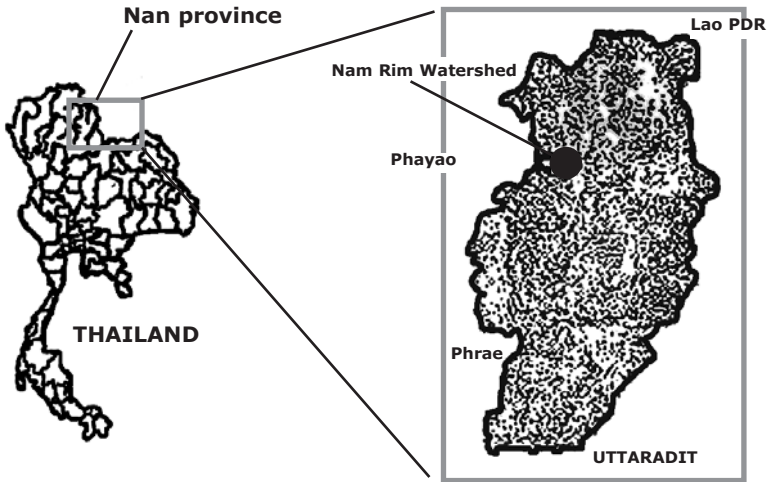 Nan province
Lao PDR
Nam Rim Watershed
Phayao
THAILAND
Phrae
UTTARADIT